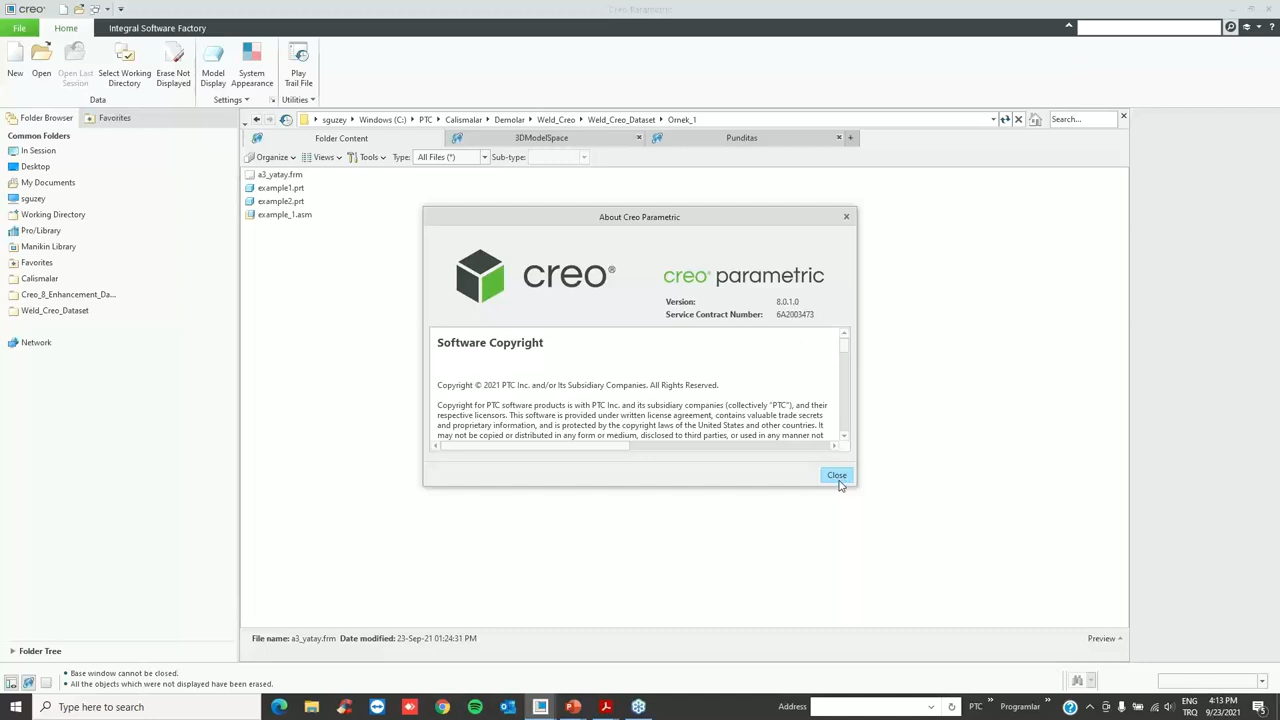 creo®
Creo Parametric
File
Home
Integral Software Factory
New
Open
Open Last Session
Select Working Directory
Erase Not Displayed
Model Display
System Appearance
Play Trail File
Data
Settings
Utilities
Folder Browser
Favorites
sguzey
Windows (C:)
PTC
Calismalar
Demolar
Weld_Creo
Weld_Creo_Dataset
Ornek_1
Search...
Common Folders
Folder Content
3DModelSpace
Punditas
In Session
Organize
Views
Tools
Type:
All Files (*)
Sub-type:
Desktop
a3_yatay.frm
My Documents
example1.prt
sguzey
example2.prt
Working Directory
example_1.asm
Pro/Library
Manikin Library
Favorites
Calismalar
Creo_8_Enhancement_Da...
Weld_Creo_Dataset
Network
About Creo Parametric
creo®
creo® parametric
Version: 8.0.1.0
Service Contract Number: 6A2003473
Software Copyright
Copyright © 2021 PTC Inc. and/or Its Subsidiary Companies. All Rights Reserved.
Copyright for PTC software products is with PTC Inc. and its subsidiary companies (collectively "PTC"), and their
respective licensors. This software is provided under written license agreement, contains valuable trade secrets
and proprietary information, and is protected by the copyright laws of the United States and other countries. It
may not be copied or distributed in any form or medium, disclosed to third parties, or used in any manner not
Close
File name: a3_yatay.frm Date modified: 23-Sep-21 01:24:31 PM
Preview
Folder Tree
• Base window cannot be closed.
• All the objects which were not displayed have been erased.
Type here to search
Address
PTC
Programlar
ENG
TRQ
4:13 PM
9/23/2021